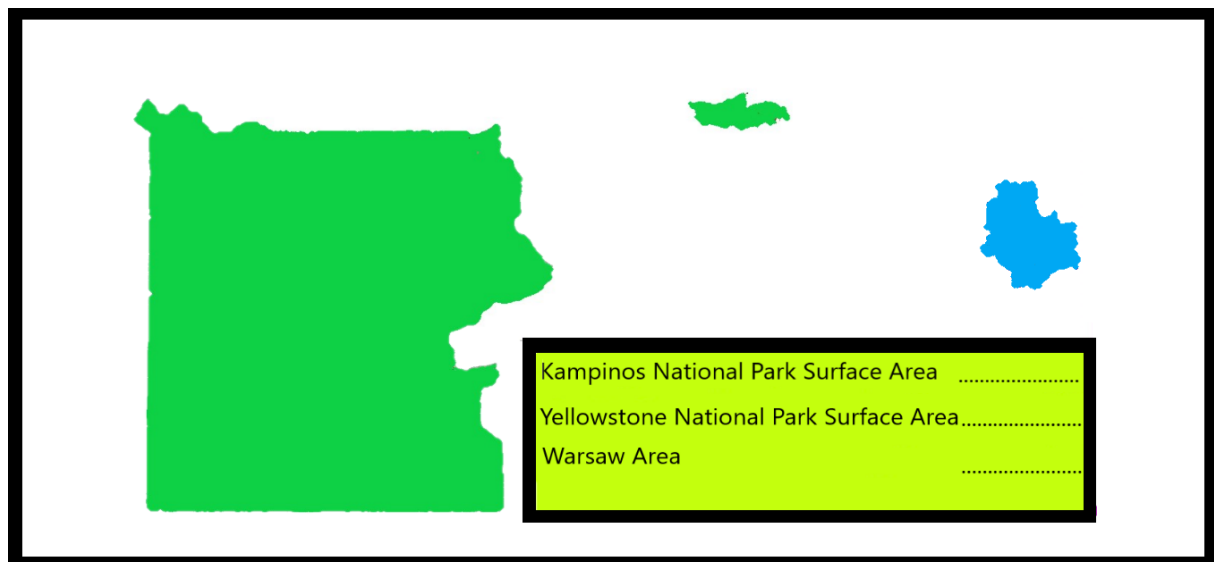 Kampinos National Park Surface Area ........................
Yellowstone National Park Surface Area........................
Warsaw Area ........................